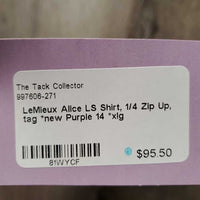 The Tack Collector
997606-271
LeMieux Alice LS Shirt, 1/4 Zip Up,
tag *new Purple 14 *xlg
81WYCF
$95.50